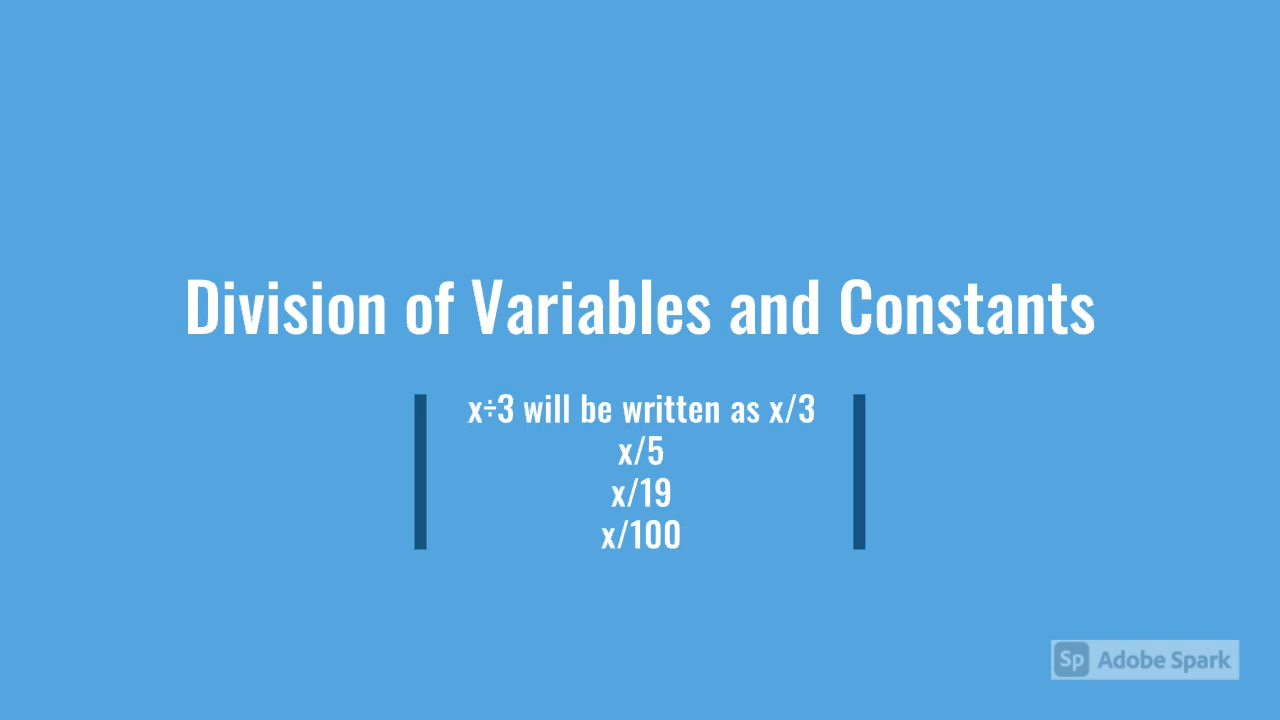 Division of Variables and Constants
x÷3 will be written as x/3
x/5
x/19
x/100
Sp Adobe Spark